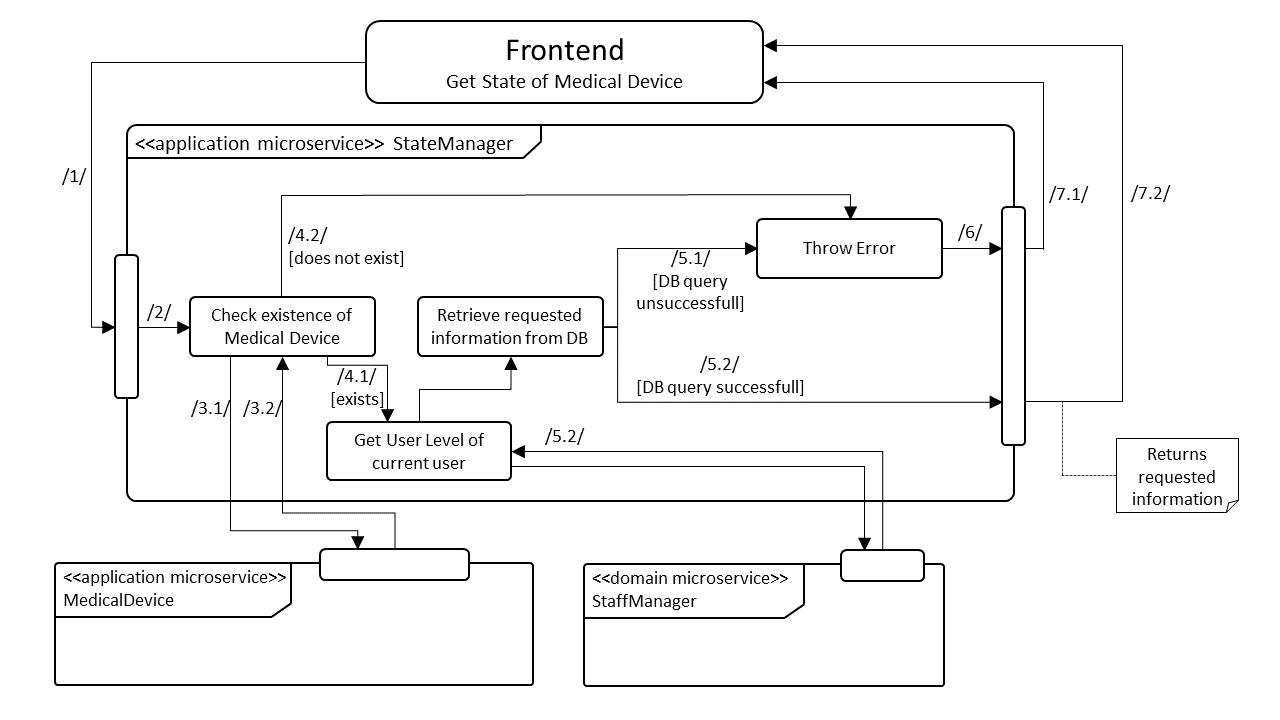 Frontend
Get State of Medical Device
<<application microservice>> StateManager
/1/
/7.1/
/7.2/
/4.2/
[does not exist]
Throw Error
/6/
/5.1/
[DB query
unsuccessfull]
/2/
Check existence of
Medical Device
Retrieve requested
information from DB
/5.2/
[DB query successfull]
/4.1/
[exists]
/3.1/
/3.2/
Get User Level of
current user
/5.2/
Returns
requested
information
<<application microservice>>
MedicalDevice
<<domain microservice>>
StaffManager